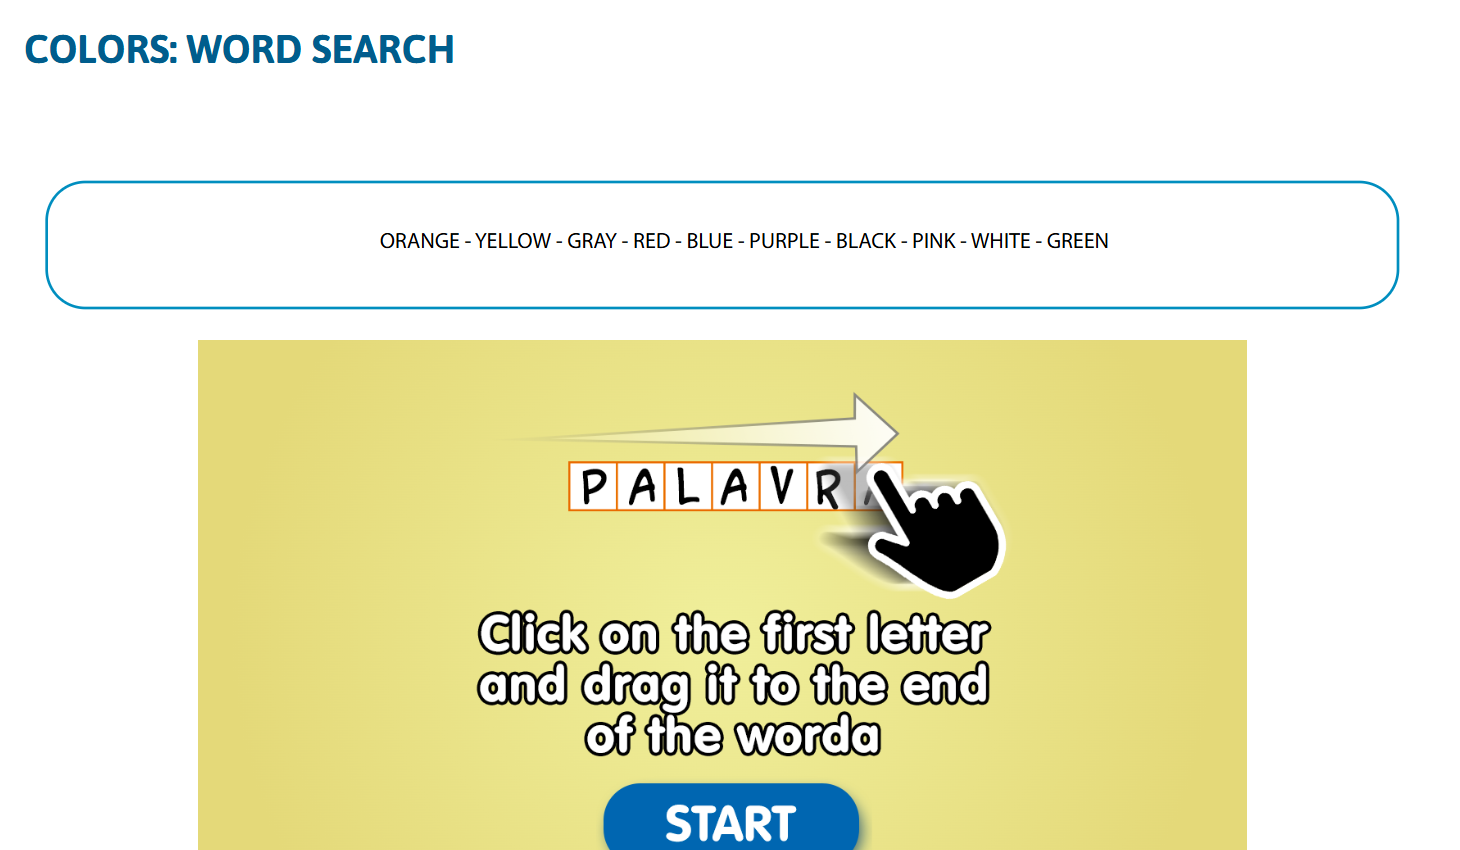 COLORS: WORD SEARCH
ORANGE - YELLOW - GRAY - RED - BLUE - PURPLE - BLACK - PINK - WHITE - GREEN
PALAVRA
Click on the first letter
and drag it to the end
of the worda
START